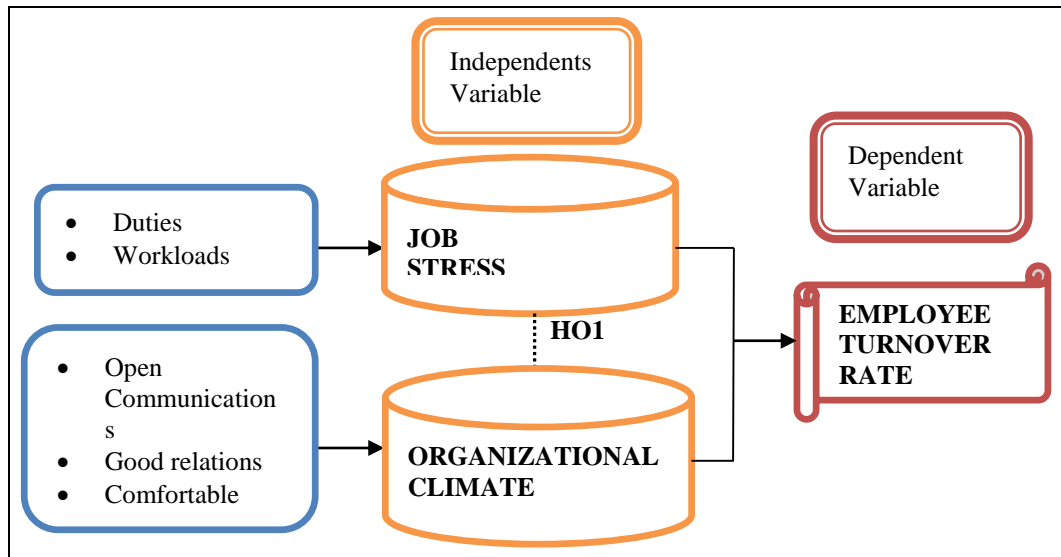 Independents
Variable
Dependent
Variable
• Duties
• Workloads
JOB
STRESS
HO1
EMPLOYEE
TURNOVER
RATE
• Open
Communication
s
• Good relations
• Comfortable
ORGANIZATIONAL
CLIMATE